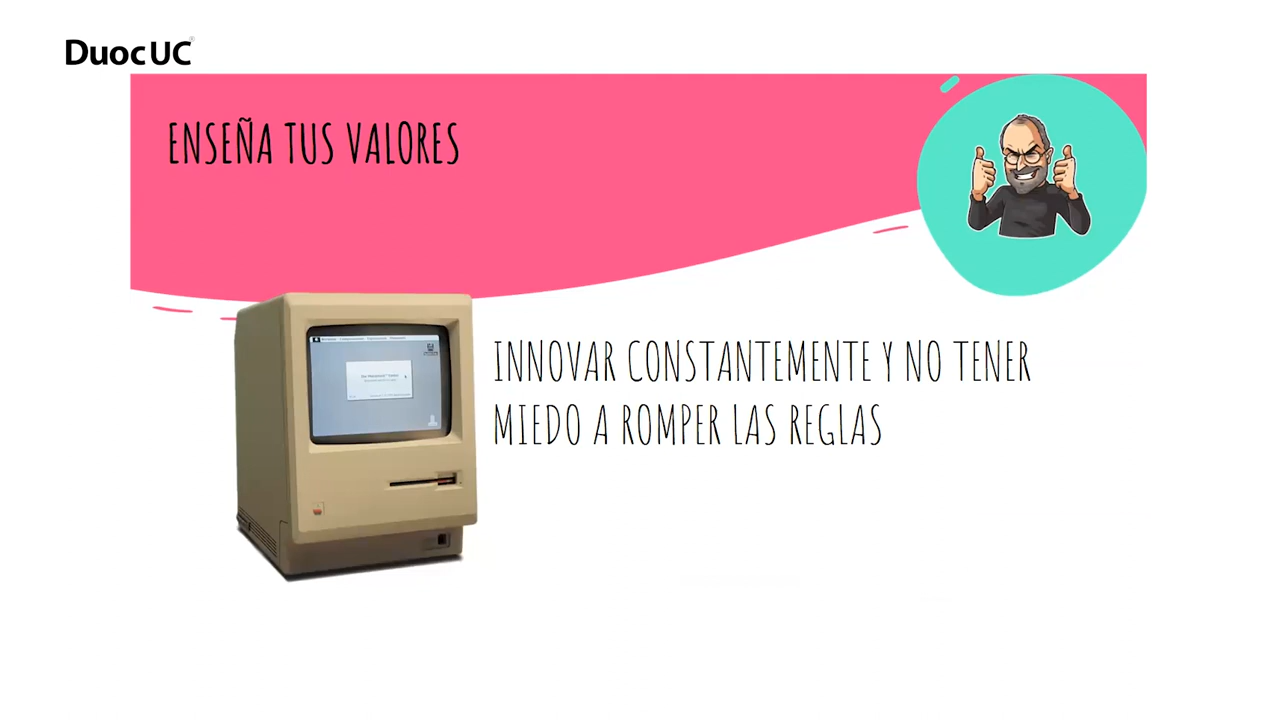 DuocUC
ENSEÑA TUS VALORES
INNOVAR CONSTANTEMENTE Y NO TENER
MIEDO A ROMPER LAS REGLAS